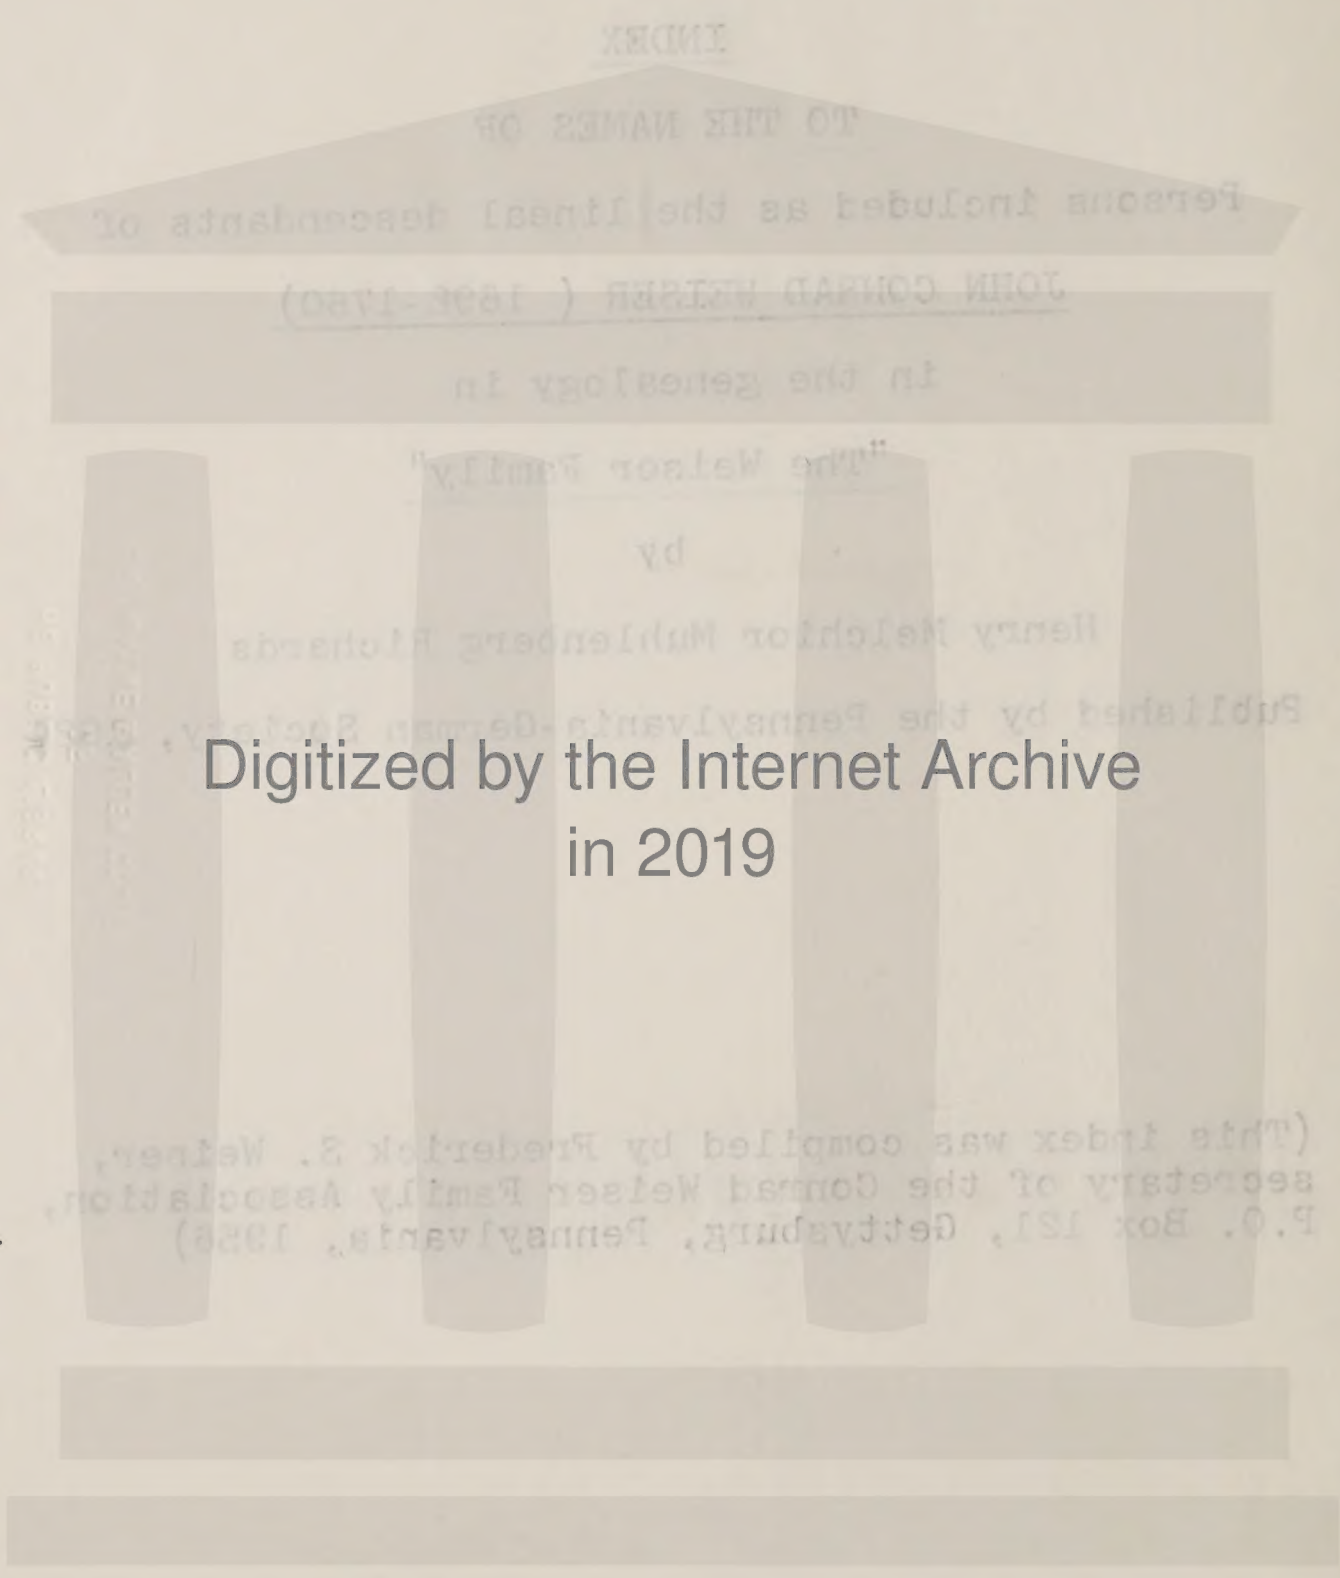 INDEX
TO THE NAMES OF
Persons included as the lineal descendants of
JOHN CONRAD WEISER
in the genealogy in
"The Weiser Family"
by
Henry Melchior Muhlenberg Richards
Published by the Pennsylvania-German Society,
Digitized by the Internet Archive
in 2019
(This index was compiled by Frederick S. Weiser,
secretary of the Conrad Weiser Family Association,
P.O. Box 121, Gettysburg, Pennsylvania,